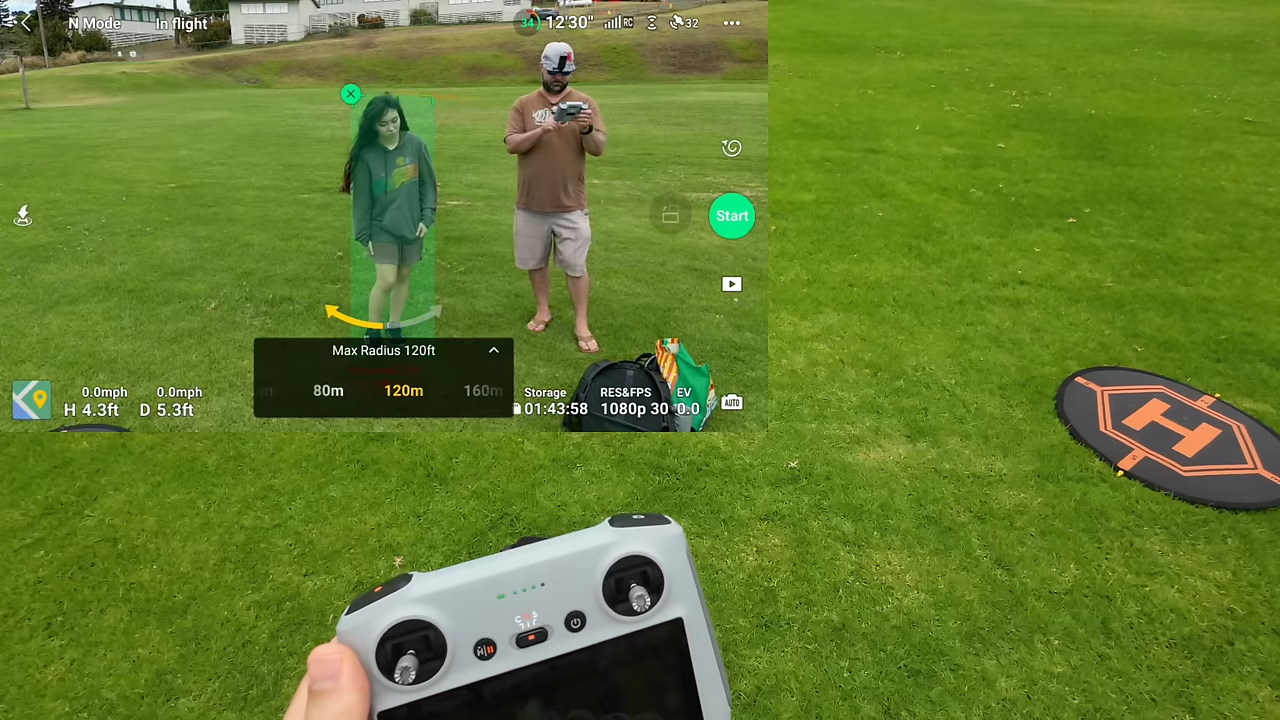 N Mode In flight 34 12'30" RC 32
Start
Max Radius 120ft
80m 120m 160m
0.0mph 0.0mph
H 4.3ft D 5.3ft
Storage RES&FPS EV
01:43:58 1080p 30 0.0
AUTO
H
C N S
H